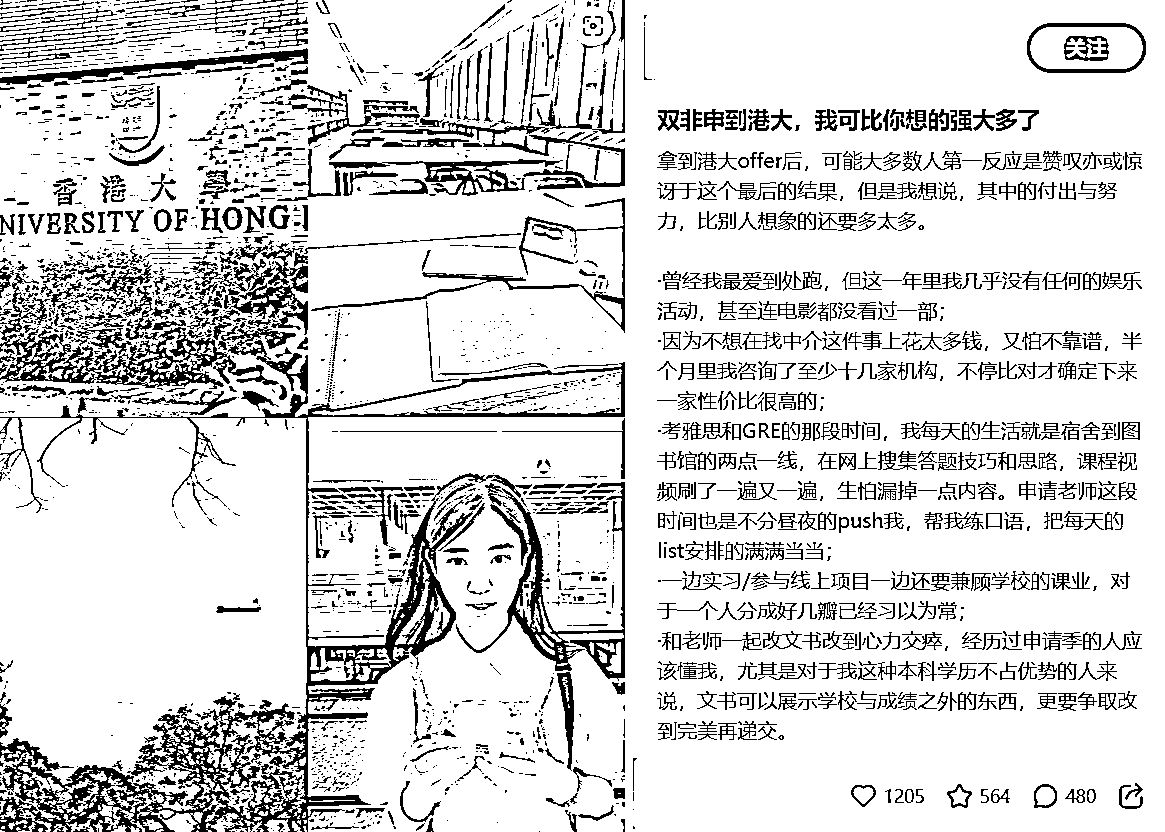 香港大學
UNIVERSITY OF HONG
关注
双非申到港大，我可比你想的强大多了
拿到港大offer后，可能大多数人第一反应是赞叹亦或惊
讶于这个最后的结果，但是我想说，其中的付出与努
力，比别人想象的还要多太多。
·曾经我最爱到处跑，但这一年里我几乎没有任何的娱乐
活动，甚至连电影都没看过一部；
·因为不想在找中介这件事上花太多钱，又怕不靠谱，半
个月里我咨询了至少十几家机构，不停比对才确定下来
一家性价比很高的；
·考雅思和GRE的那段时间，我每天的生活就是宿舍到图
书馆的两点一线，在网上搜集答题技巧和思路，课程视
频刷了一遍又一遍，生怕漏掉一点内容。申请老师这段
时间也是不分昼夜的push我，帮我练口语，把每天的
list安排的满满当当；
·一边实习/参与线上项目一边还要兼顾学校的课业，对
于一个人分成好几瓣已经习以为常；
·和老师一起改文书改到心力交瘁，经历过申请季的人应
该懂我，尤其是对于我这种本科学历不占优势的人来
说，文书可以展示学校与成绩之外的东西，更要争取改
到完美再递交。
1205 564 480